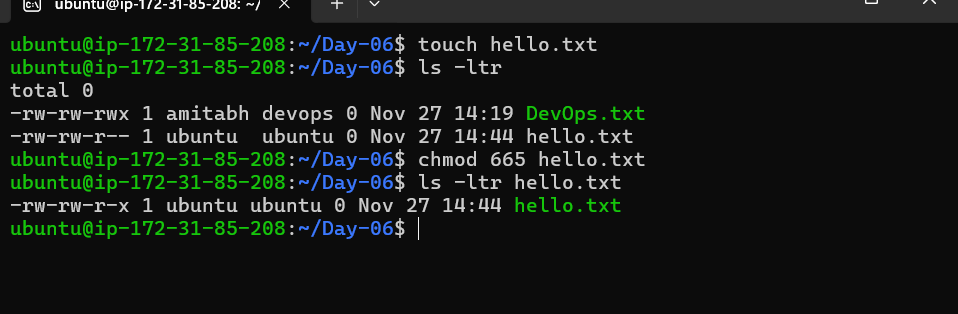 ubuntu@ip-172-31-85-208: ~/
ubuntu@ip-172-31-85-208:~/Day-06$ touch hello.txt
ubuntu@ip-172-31-85-208:~/Day-06$ ls -ltr
total 0
-rw-rw-rwx 1 amitabh devops 0 Nov 27 14:19 DevOps.txt
-rw-rw-r-- 1 ubuntu  ubuntu 0 Nov 27 14:44 hello.txt
ubuntu@ip-172-31-85-208:~/Day-06$ chmod 665 hello.txt
ubuntu@ip-172-31-85-208:~/Day-06$ ls -ltr hello.txt
-rw-rw-r-x 1 ubuntu ubuntu 0 Nov 27 14:44 hello.txt
ubuntu@ip-172-31-85-208:~/Day-06$